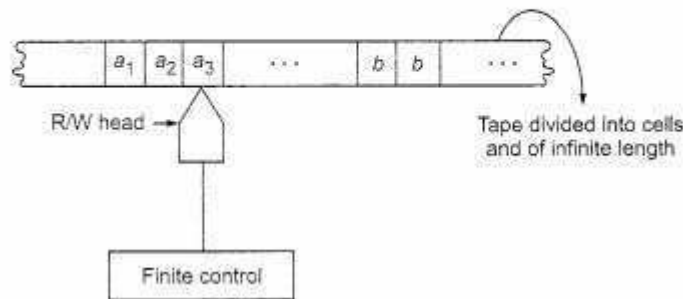 a1 a2 a3 ... b b ...
R/W head
Tape divided into cells
and of infinite length
Finite control